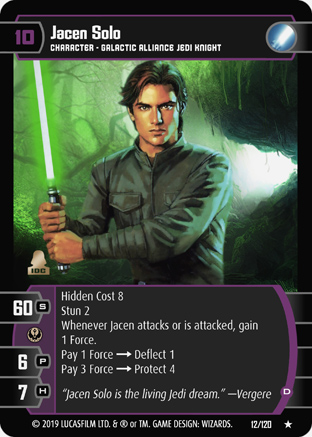 10
Jacen Solo
CHARACTER - GALACTIC ALLIANCE JEDI KNIGHT
IDC
60 S
Hidden Cost 8
Stun 2
Whenever Jacen attacks or is attacked, gain
1 Force.
6 P
Pay 1 Force → Deflect 1
Pay 3 Force → Protect 4
7 H
"Jacen Solo is the living Jedi dream." —Vergere
D
© 2019 LUCASFILM LTD. & ® or TM. GAME DESIGN: WIZARDS.
12/120 ★